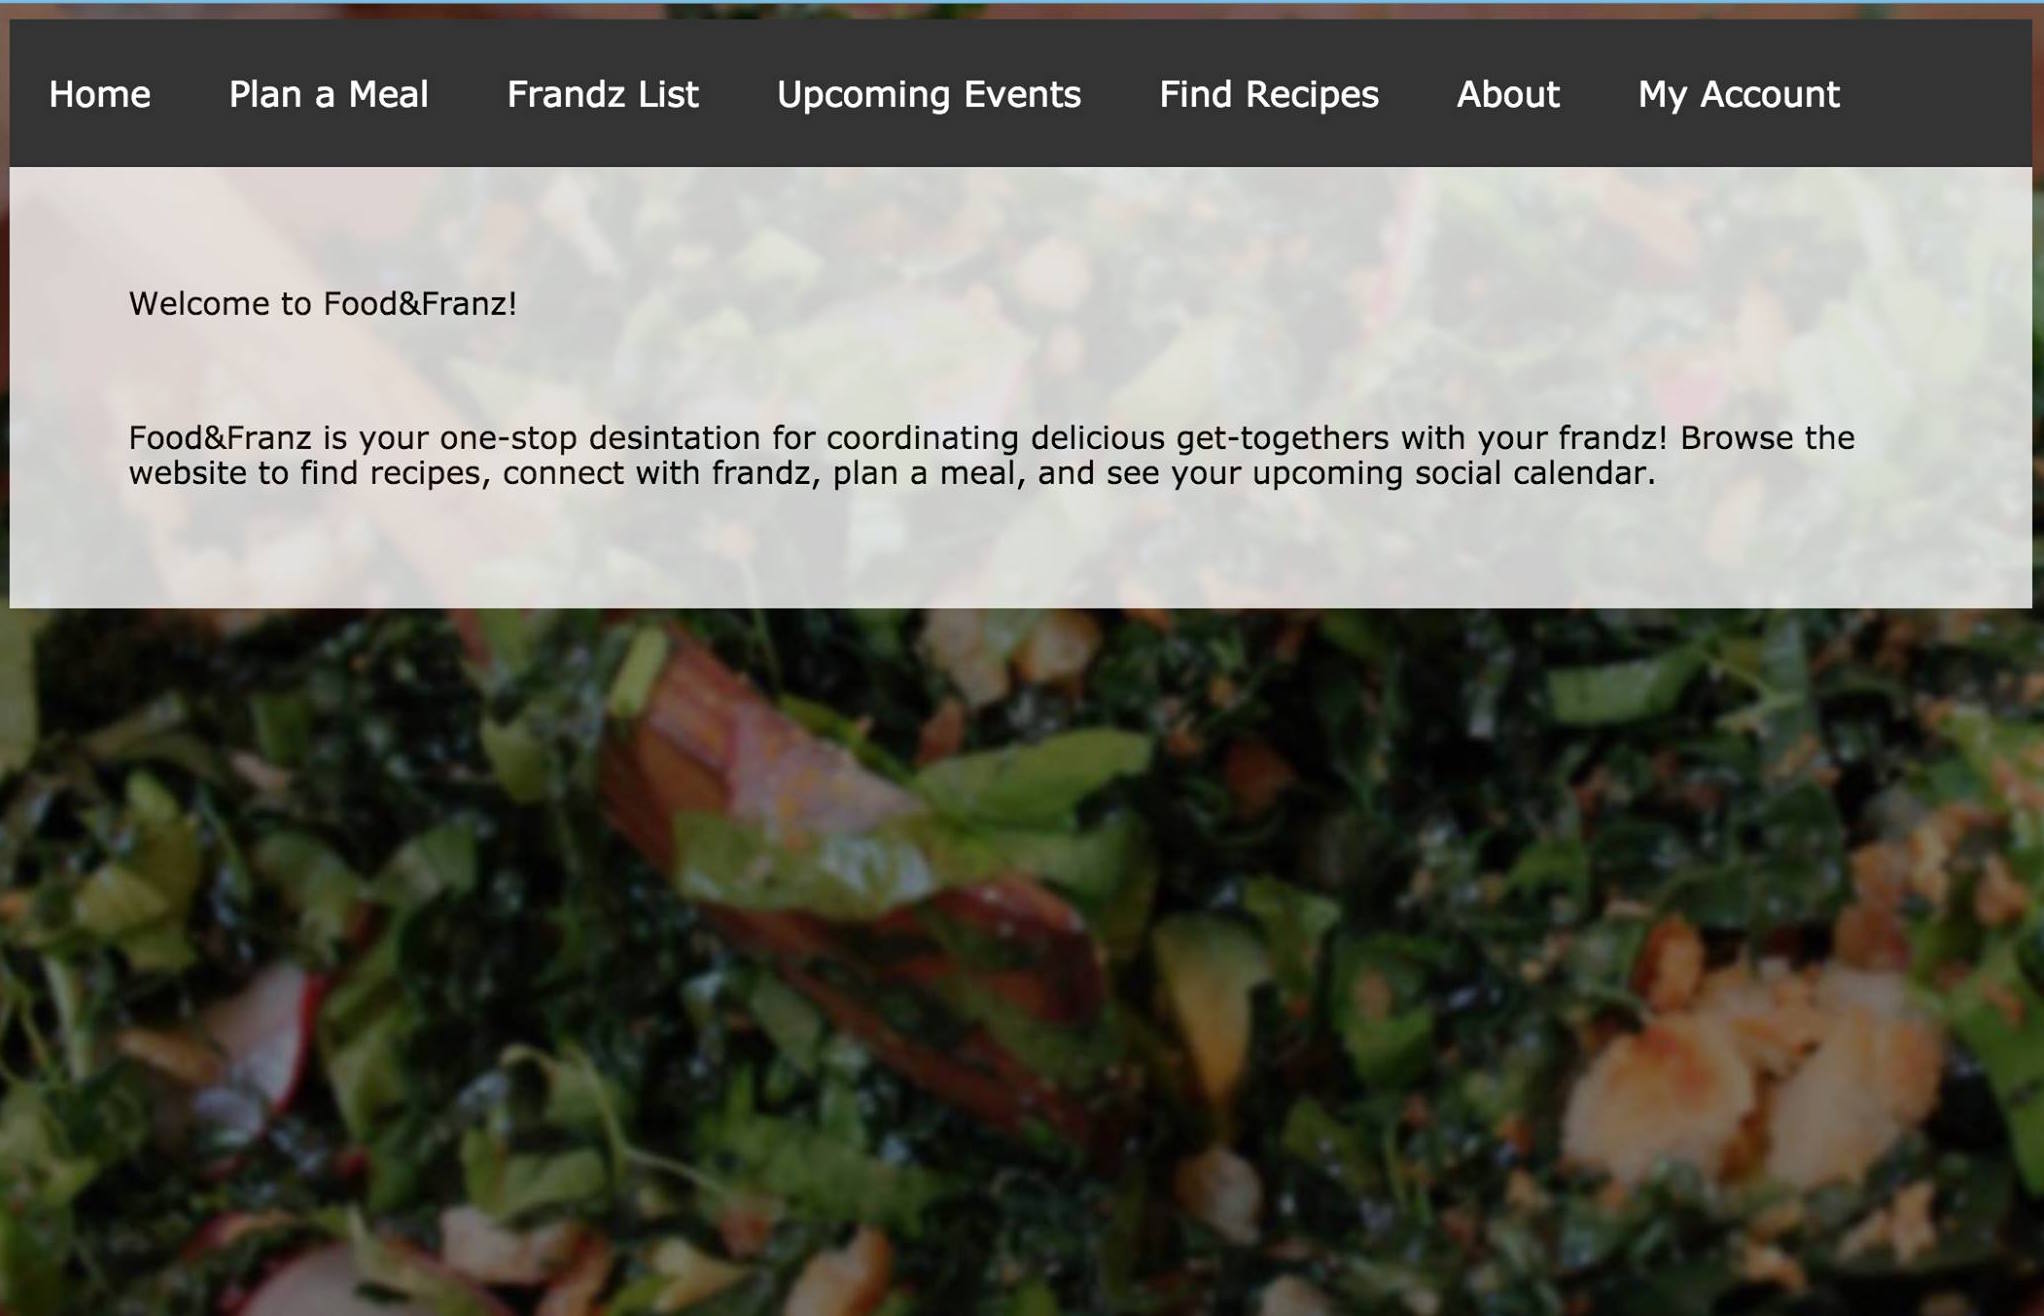 Home Plan a Meal Frandz List Upcoming Events Find Recipes About My Account
Welcome to Food&Franz!
Food&Franz is your one-stop desintation for coordinating delicious get-togethers with your frandz! Browse the
website to find recipes, connect with frandz, plan a meal, and see your upcoming social calendar.